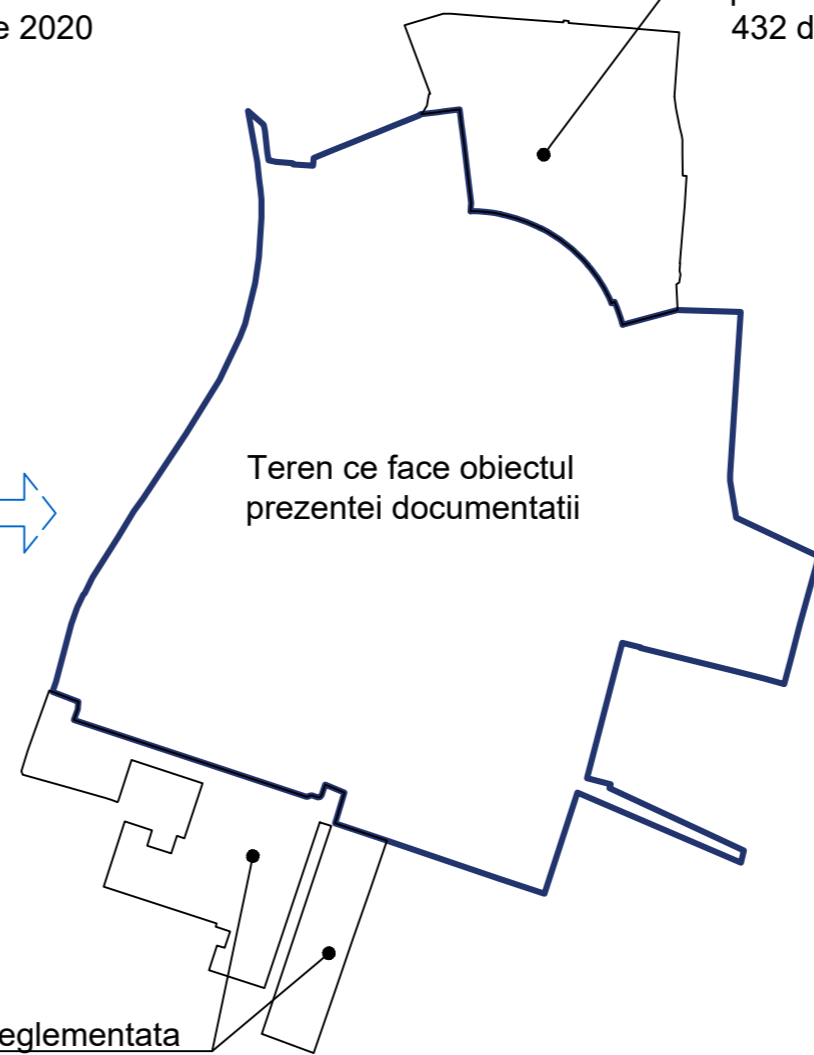 2020
432
Teren ce face obiectul
prezentei documentatii
eglementata